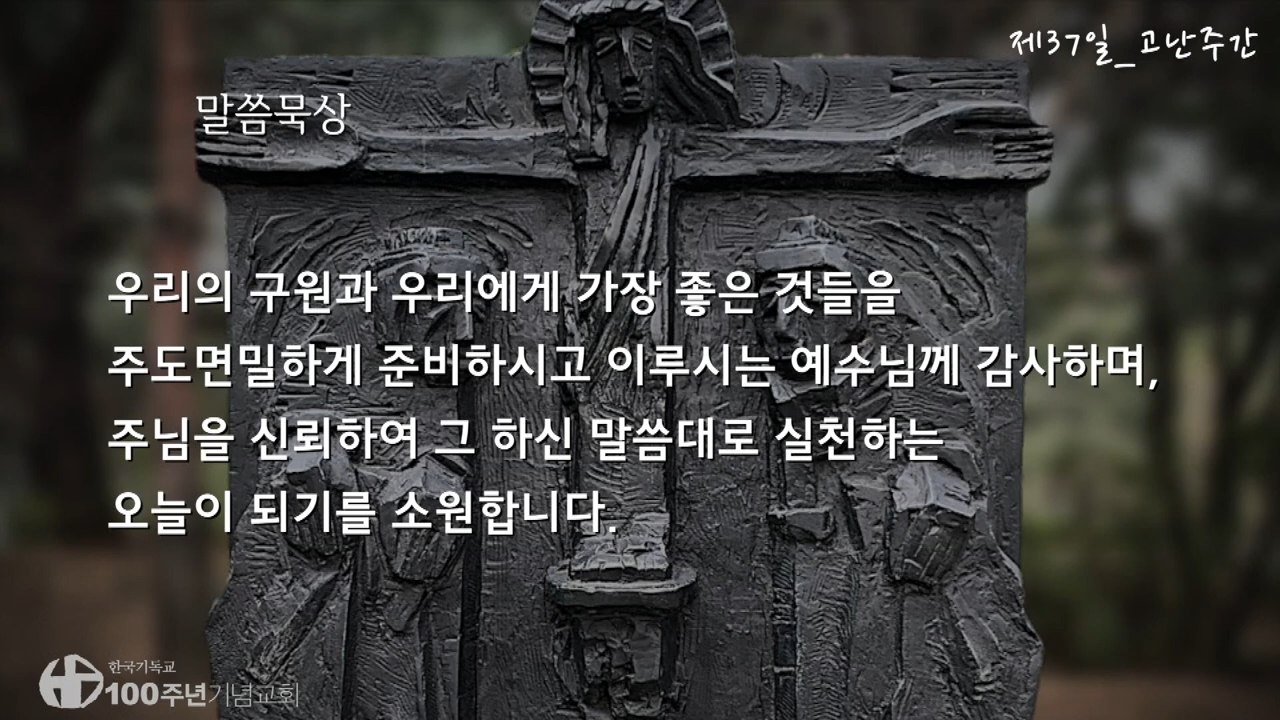 제37일_고난주간
말씀묵상
우리의 구원과 우리에게 가장 좋은 것들을
주도면밀하게 준비하시고 이루시는 예수님께 감사하며,
주님을 신뢰하여 그 하신 말씀대로 실천하는
오늘이 되기를 소원합니다.
한국기독교
100주년기념교회